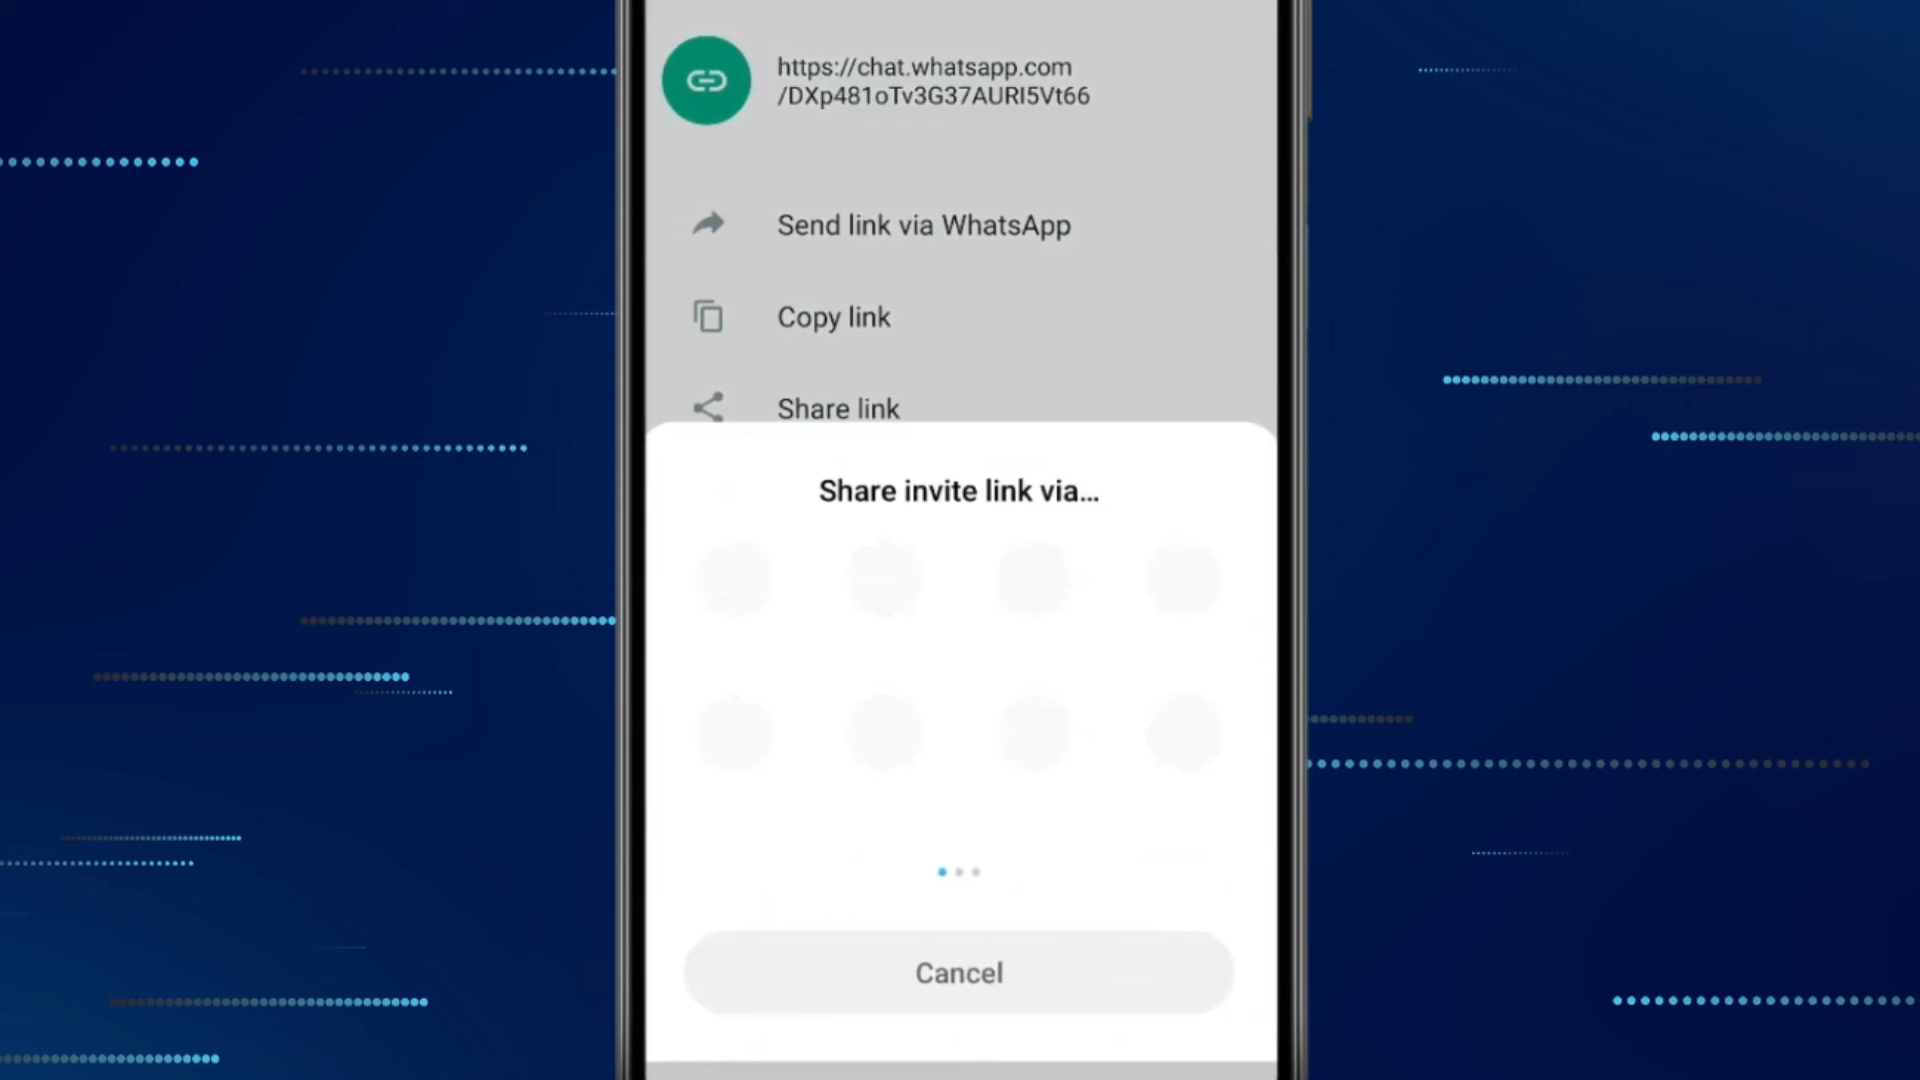 https://chat.whatsapp.com
/DXp481oTv3G37AURI5Vt66
Send link via WhatsApp
Copy link
Share link
Share invite link via...
Cancel